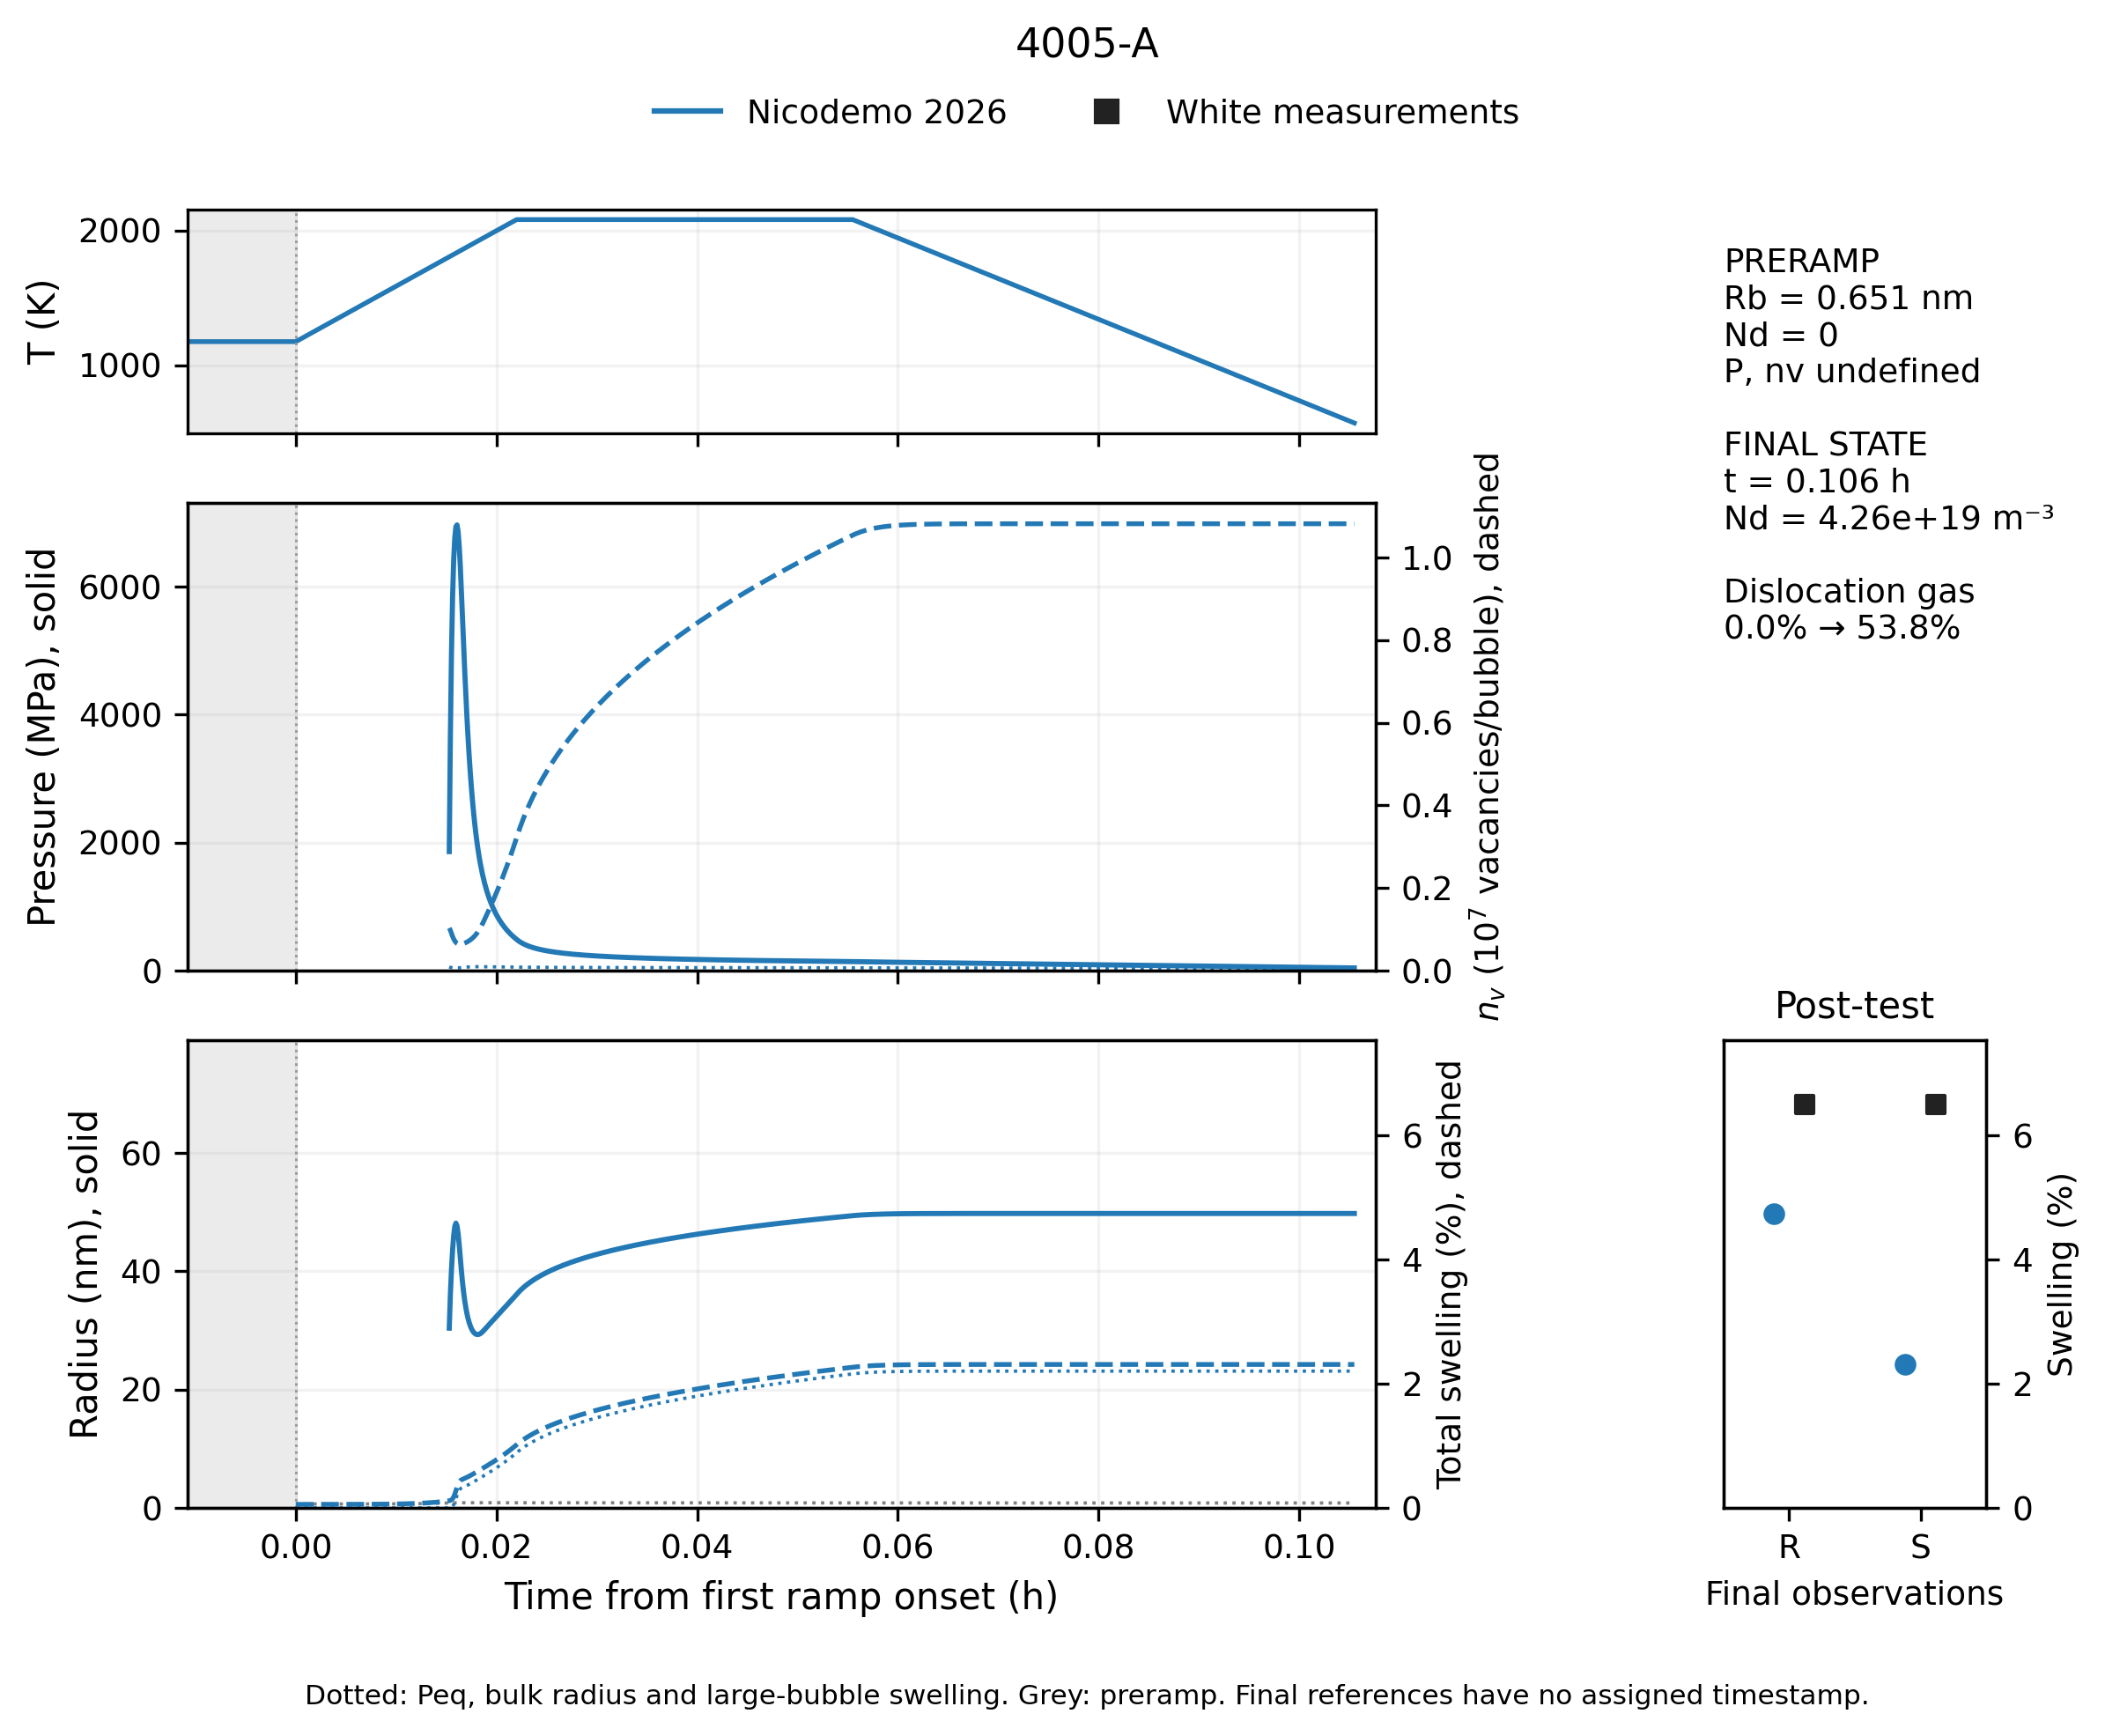 4005-A
Nicodemo 2026
White measurements
T (K)
2000
1000
PRERAMP
Rb = 0.651 nm
Nd = 0
P, nv undefined
FINAL STATE
t = 0.106 h
Nd = 4.26e+19 m⁻³
Dislocation gas
0.0% → 53.8%
Pressure (MPa), solid
6000
4000
2000
0
1.0
0.8
0.6
0.4
0.2
0.0
nᵥ (10⁷ vacancies/bubble), dashed
Radius (nm), solid
60
40
20
0
6
4
2
0
Total swelling (%), dashed
0.00 0.02 0.04 0.06 0.08 0.10
Time from first ramp onset (h)
Post-test
6
4
2
0
Swelling (%)
R S
Final observations
Dotted: Peq, bulk radius and large-bubble swelling. Grey: preramp. Final references have no assigned timestamp.